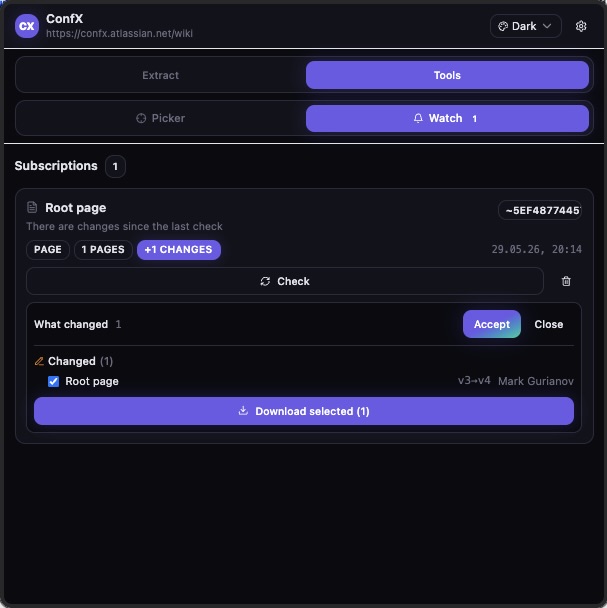 CX
ConfX
https://confx.atlassian.net/wiki
Dark
Extract
Tools
Picker
Watch 1
Subscriptions 1
Root page
~5EF4877445
There are changes since the last check
PAGE
1 PAGES
+1 CHANGES
29.05.26, 20:14
Check
What changed 1
Accept
Close
Changed (1)
Root page
v3→v4 Mark Gurianov
Download selected (1)